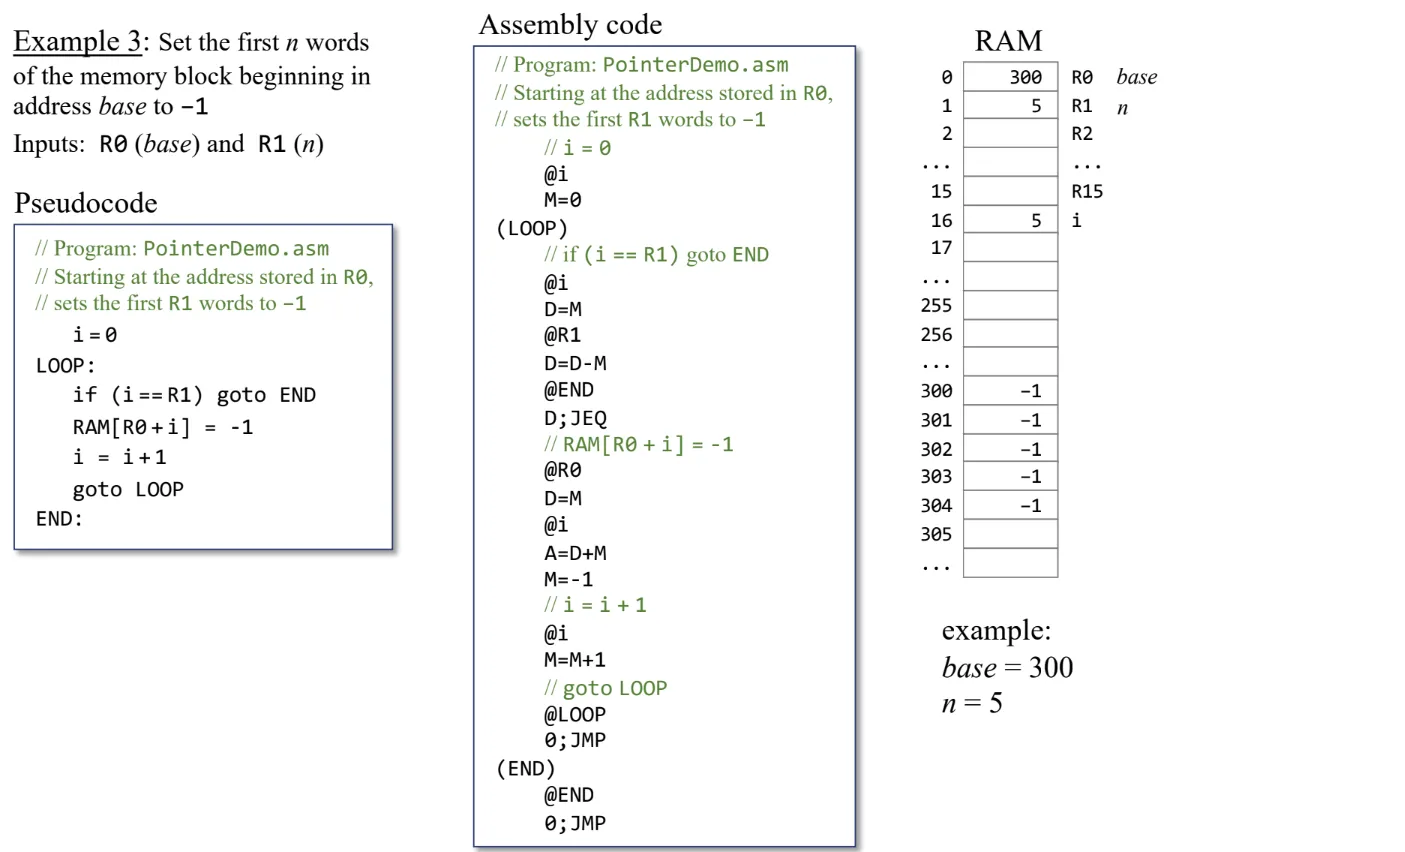 Example 3: Set the first n words
of the memory block beginning in
address base to –1
Inputs: R0 (base) and R1 (n)
Pseudocode
// Program: PointerDemo.asm
// Starting at the address stored in R0,
// sets the first R1 words to –1
i = 0
LOOP:
if (i == R1) goto END
RAM[R0 + i] = -1
i = i + 1
goto LOOP
END:
Assembly code
// Program: PointerDemo.asm
// Starting at the address stored in R0,
// sets the first R1 words to –1
// i = 0
@i
M=0
(LOOP)
// if (i == R1) goto END
@i
D=M
@R1
D=D-M
@END
D;JEQ
// RAM[R0 + i] = -1
@R0
D=M
@i
A=D+M
M=-1
// i = i + 1
@i
M=M+1
// goto LOOP
@LOOP
0;JMP
(END)
@END
0;JMP
RAM
0 300 R0 base
1 5 R1 n
2 R2
... ...
15 R15
16 5 i
17
...
255
256
...
300 –1
301 –1
302 –1
303 –1
304 –1
305
...
example:
base = 300
n = 5